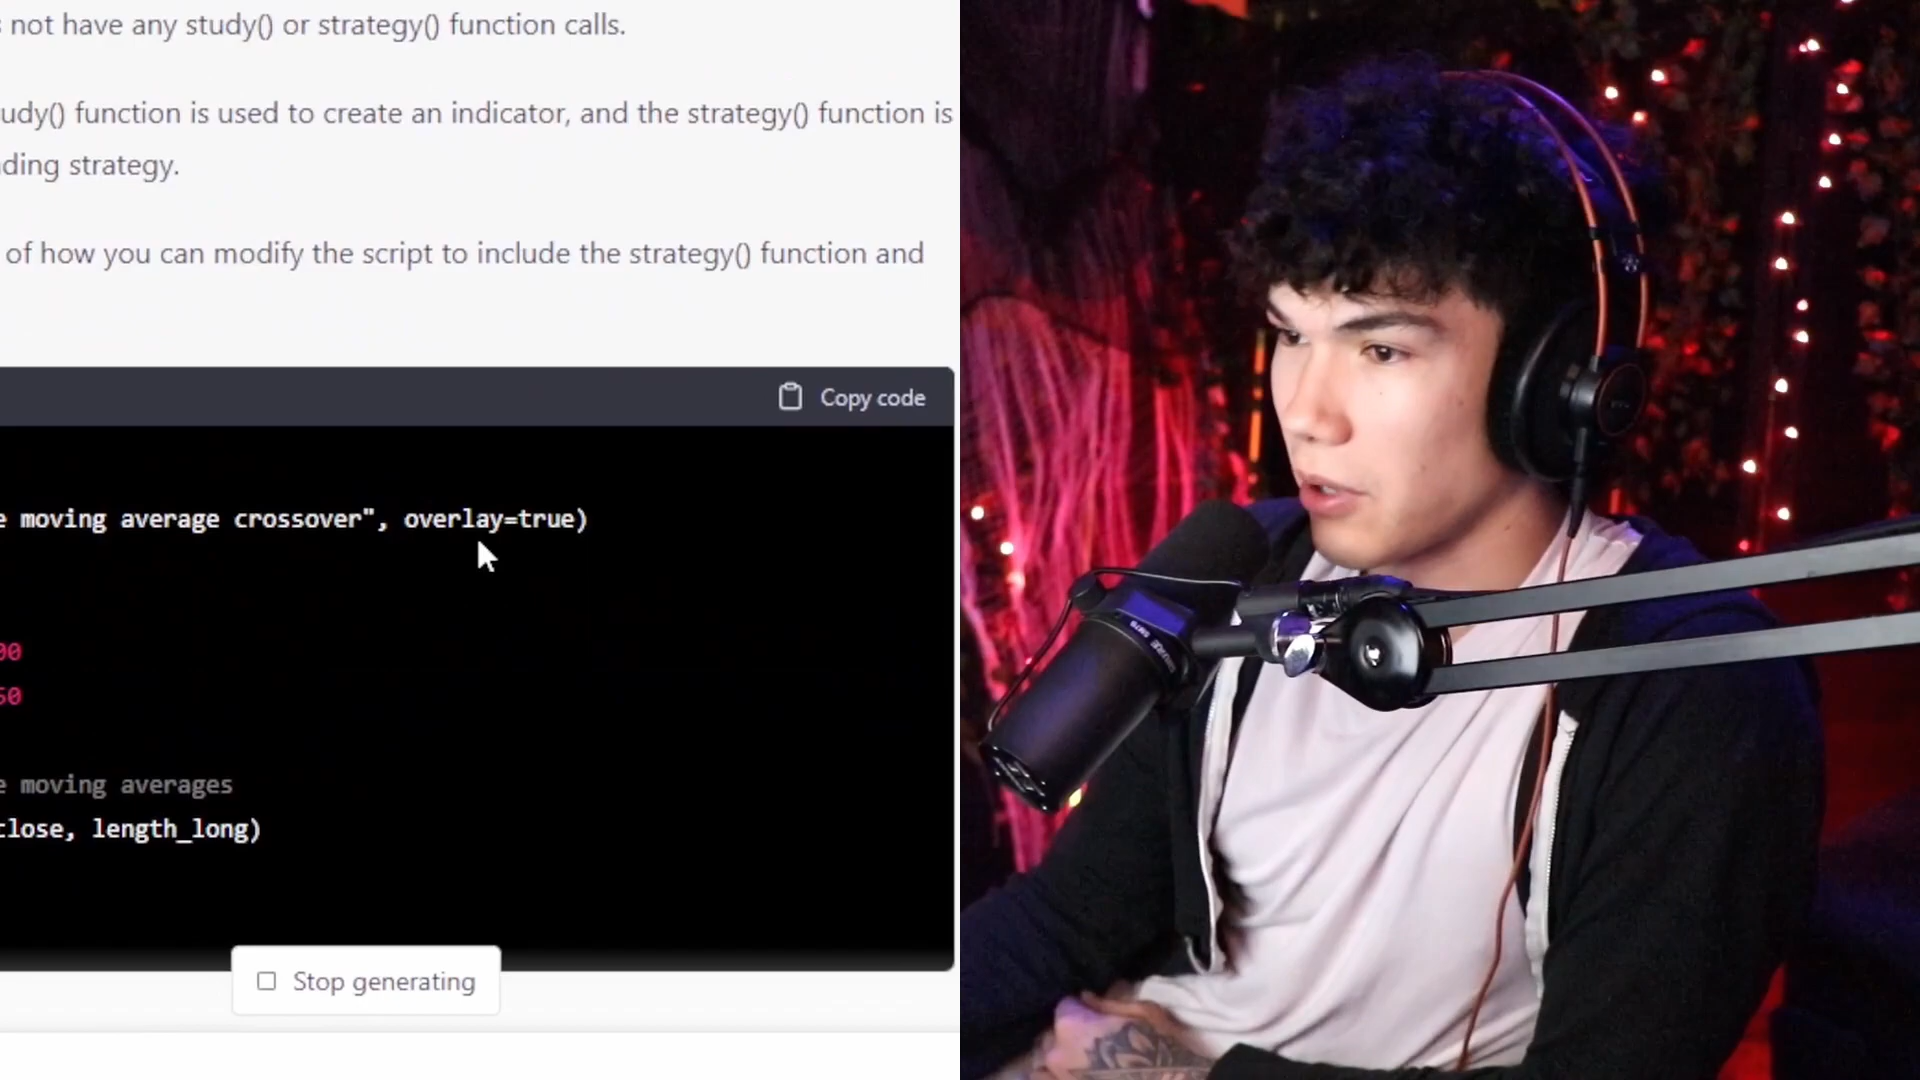 not have any study() or strategy() function calls.
udy() function is used to create an indicator, and the strategy() function is
ding strategy.
of how you can modify the script to include the strategy() function and
Copy code
e moving average crossover", overlay=true)
00
50
e moving averages
close, length_long)
Stop generating